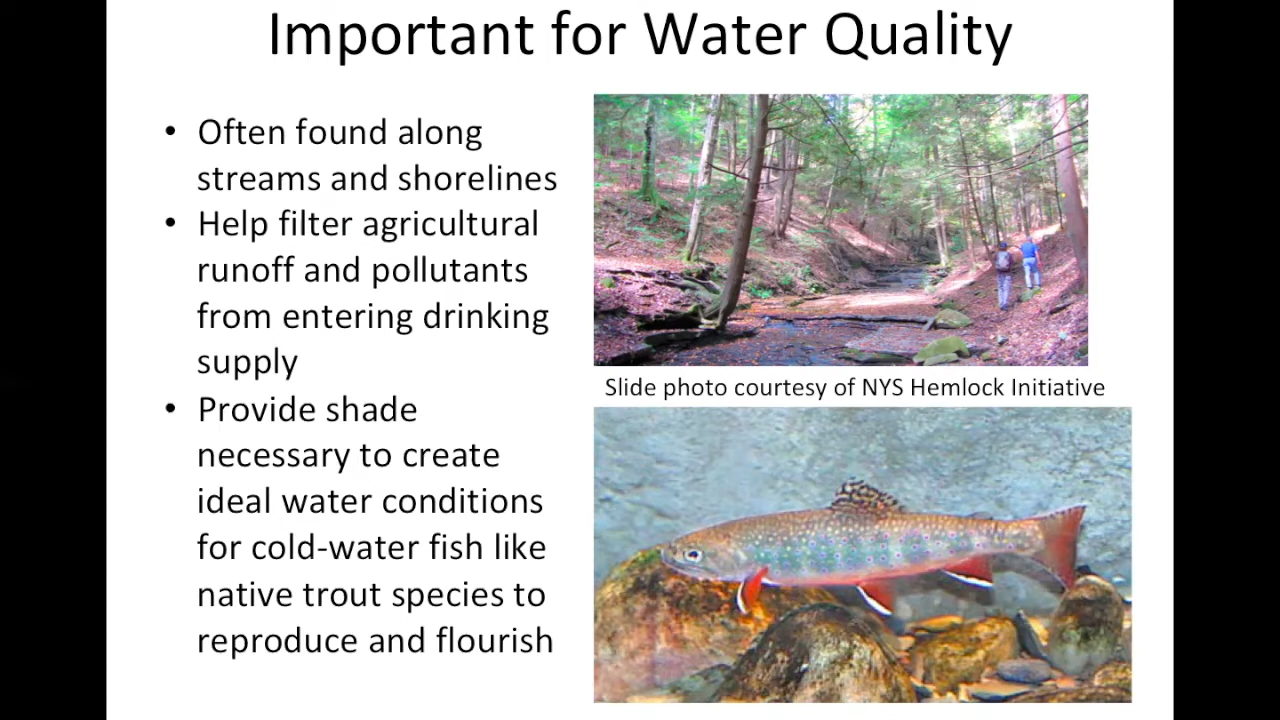 Important for Water Quality
• Often found along
streams and shorelines
• Help filter agricultural
runoff and pollutants
from entering drinking
supply
• Provide shade
necessary to create
ideal water conditions
for cold-water fish like
native trout species to
reproduce and flourish
Slide photo courtesy of NYS Hemlock Initiative